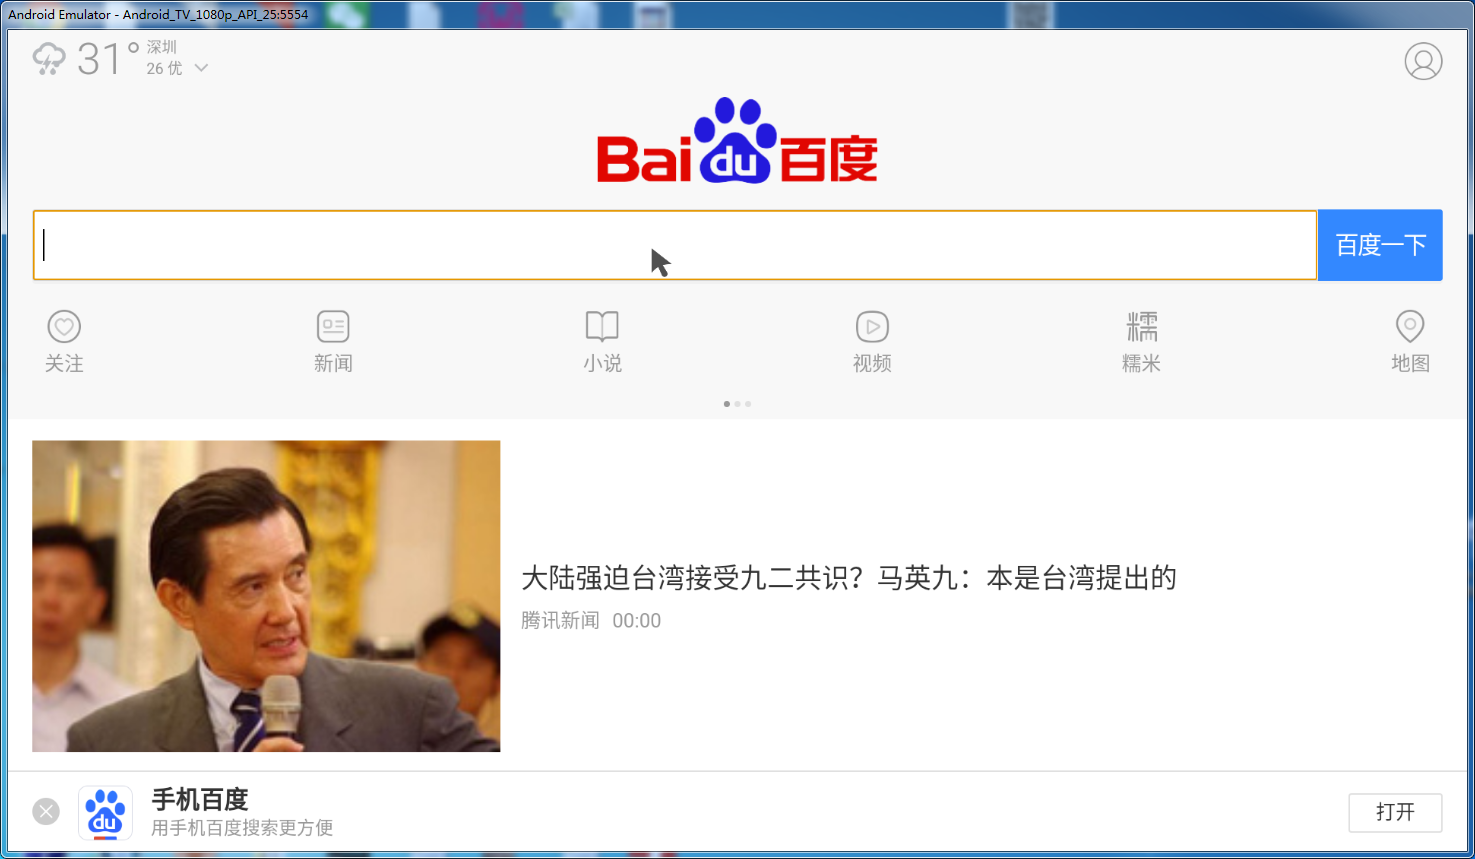 Android Emulator - Android_TV_1080p_API_25:5554
31° 深圳
26 优
Bai du 百度
百度一下
关注 新闻 小说 视频 糯 糯米 地图
大陆强迫台湾接受九二共识？马英九：本是台湾提出的
腾讯新闻 00:00
du
手机百度
用手机百度搜索更方便
打开